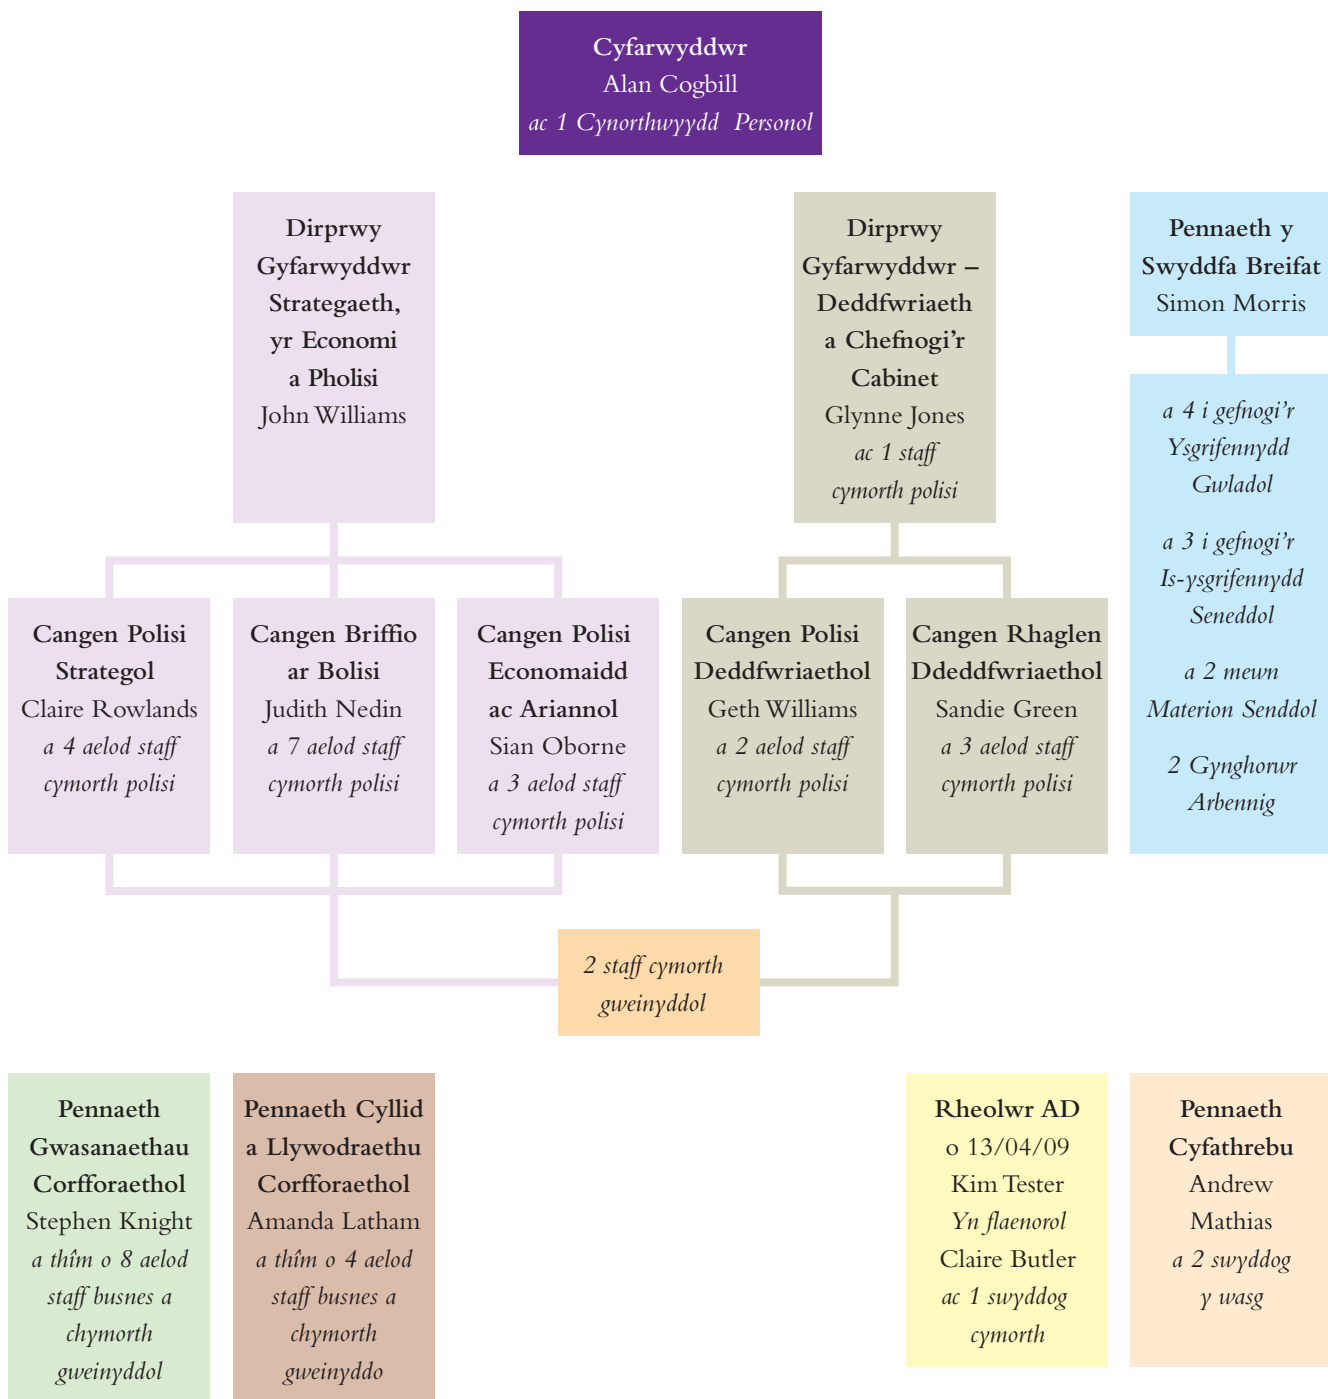 Cyfarwyddwr
Alan Cogbill
ac 1 Cynorthwyydd Personol
Dirprwy
Gyfarwyddwr
Strategaeth,
yr Economi
a Pholisi
John Williams
Dirprwy
Gyfarwyddwr –
Deddfwriaeth
a Chefnogi’r
Cabinet
Glynne Jones
ac 1 staff
cymorth polisi
Pennaeth y
Swyddfa Breifat
Simon Morris
a 4 i gefnogi’r
Ysgrifennydd
Gwladol
a 3 i gefnogi’r
Is-ysgrifennydd
Seneddol
a 2 mewn
Materion Senddol
2 Gynghorwr
Arbennig
Cangen Polisi
Strategol
Claire Rowlands
a 4 aelod staff
cymorth polisi
Cangen Briffio
ar Bolisi
Judith Nedin
a 7 aelod staff
cymorth polisi
Cangen Polisi
Economaidd
ac Ariannol
Sian Oborne
a 3 aelod staff
cymorth polisi
Cangen Polisi
Deddfwriaethol
Geth Williams
a 2 aelod staff
cymorth polisi
Cangen Rhaglen
Ddeddfwriaethol
Sandie Green
a 3 aelod staff
cymorth polisi
2 staff cymorth
gweinyddol
Pennaeth
Gwasanaethau
Corfforaethol
Stephen Knight
a thîm o 8 aelod
staff busnes a
chymorth
gweinyddol
Pennaeth Cyllid
a Llywodraethu
Corfforaethol
Amanda Latham
a thîm o 4 aelod
staff busnes a
chymorth
gweinyddo
Rheolwr AD
o 13/04/09
Kim Tester
Yn flaenorol
Claire Butler
ac 1 swyddog
cymorth
Pennaeth
Cyfathrebu
Andrew
Mathias
a 2 swyddog
y wasg